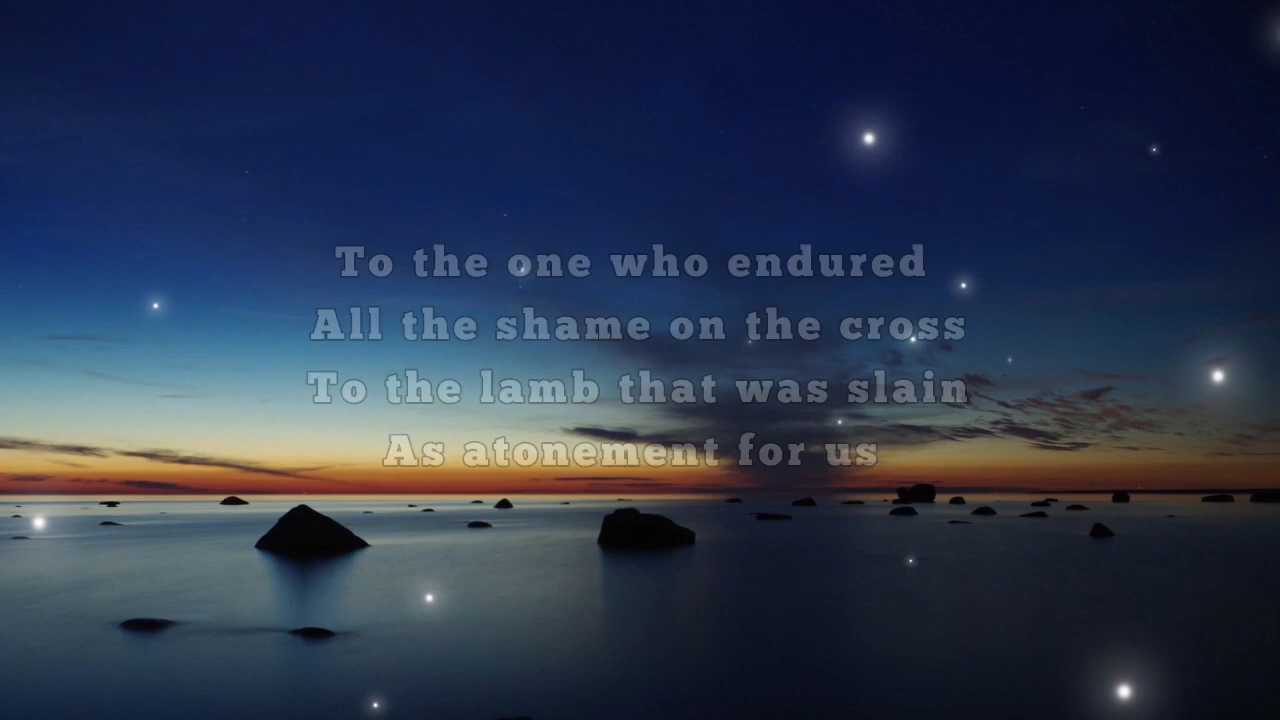 To the one who endured
All the shame on the cross
To the lamb that was slain
As atonement for us